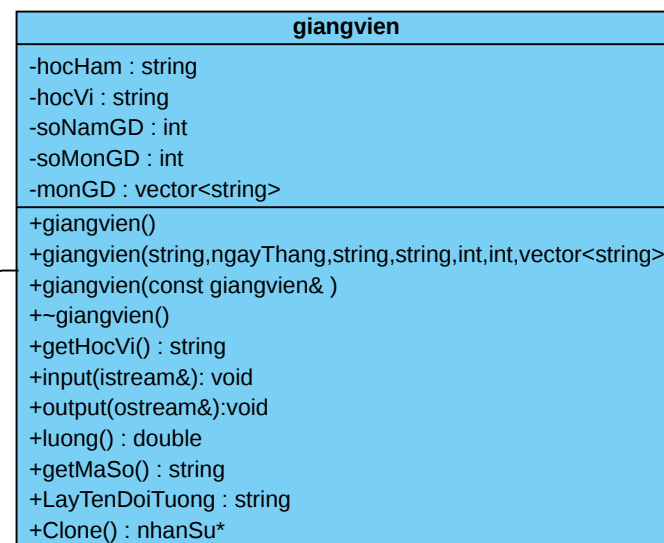 giangvien
-hocHam : string
-hocVi : string
-soNamGD : int
-soMonGD : int
-monGD : vector<string>
+giangvien()
+giangvien(string,ngayThang,string,string,int,int,vector<string>
+giangvien(const giangvien& )
+~giangvien()
+getHocVi() : string
+input(istream&): void
+output(ostream&):void
+luong() : double
+getMaSo() : string
+LayTenDoiTuong : string
+Clone() : nhanSu*